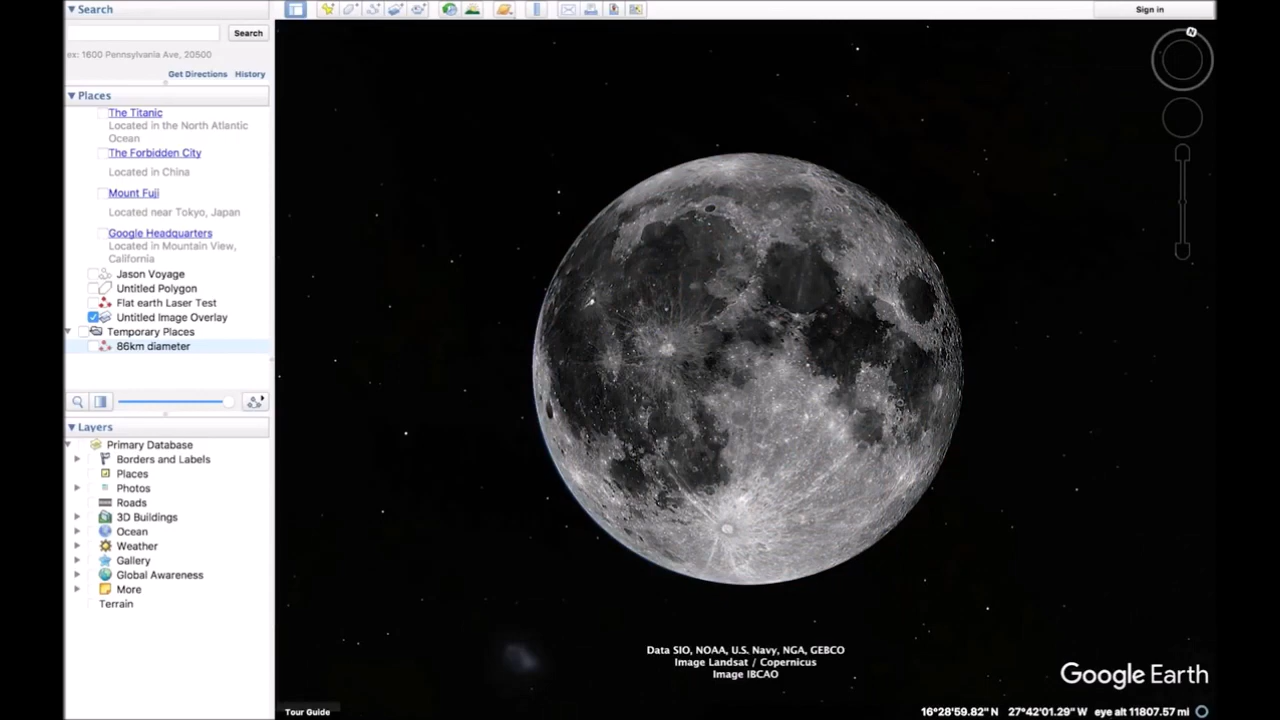 Search
Sign in
Search
ex: 1600 Pennsylvania Ave, 20500
Get Directions History
Places
The Titanic
Located in the North Atlantic
Ocean
The Forbidden City
Located in China
Mount Fuji
Located near Tokyo, Japan
Google Headquarters
Located in Mountain View,
California
Jason Voyage
Untitled Polygon
Flat earth Laser Test
Untitled Image Overlay
Temporary Places
86km diameter
Layers
Primary Database
Borders and Labels
Places
Photos
Roads
3D Buildings
Ocean
Weather
Gallery
Global Awareness
More
Terrain
N
Data SIO, NOAA, U.S. Navy, NGA, GEBCO
Image Landsat / Copernicus
Image IBCAO
Google Earth
Tour Guide
16°28'59.82" N 27°42'01.29" W eye alt 11807.57 mi